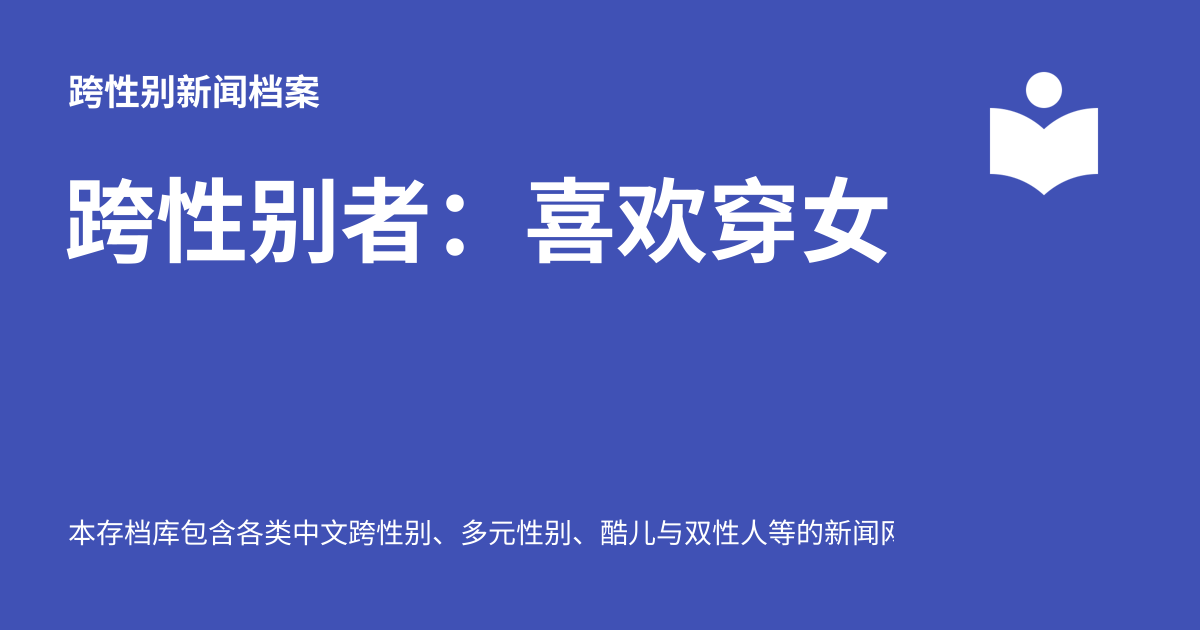 跨性别新闻档案
跨性别者：喜欢穿女
本存档库包含各类中文跨性别、多元性别、酷儿与双性人等的新闻